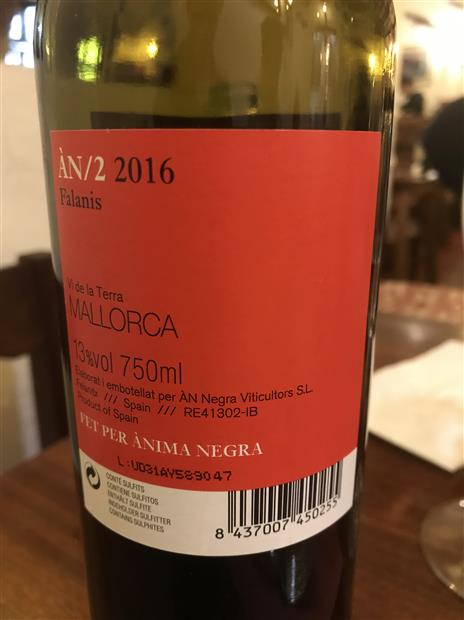 ÀN/2 2016
Falanis
Vi de la Terra
MALLORCA
13%vol 750ml
Elaborat i embotellat per ÀN Negra Viticultors S.L.
Felanitx /// Spain /// RE41302-IB
Product of Spain
FET PER ÀNIMA NEGRA
L:UD31AY589047
CONTÉ SULFITS
CONTIENE SULFITOS
ENTHÄLT SULFITE
INDEHOLDER SULFITTER
CONTAINS SULPHITES
8 437007 450255